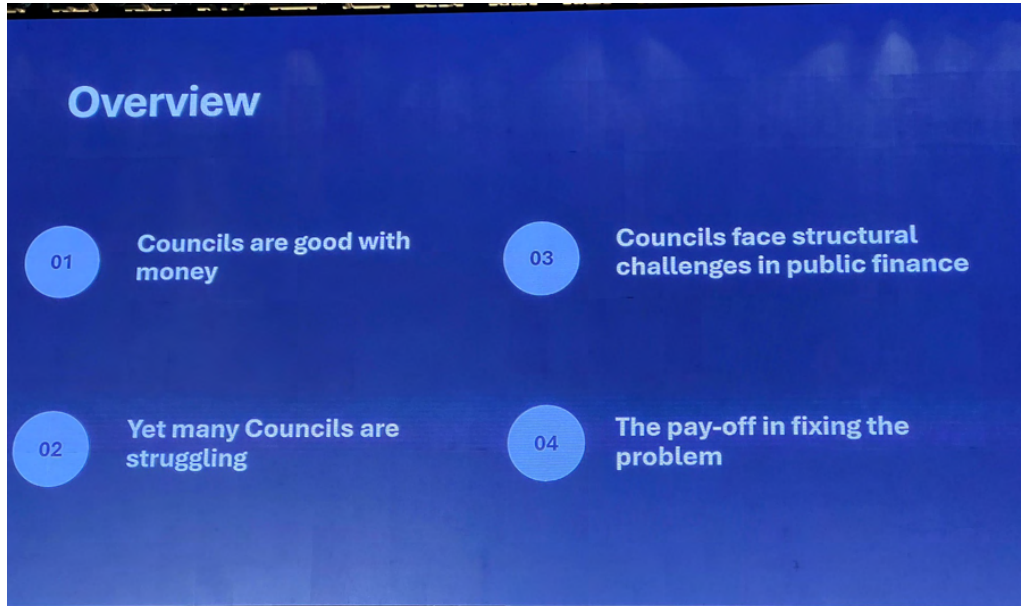 Overview
01
Councils are good with
money
02
Yet many Councils are
struggling
03
Councils face structural
challenges in public finance
04
The pay-off in fixing the
problem